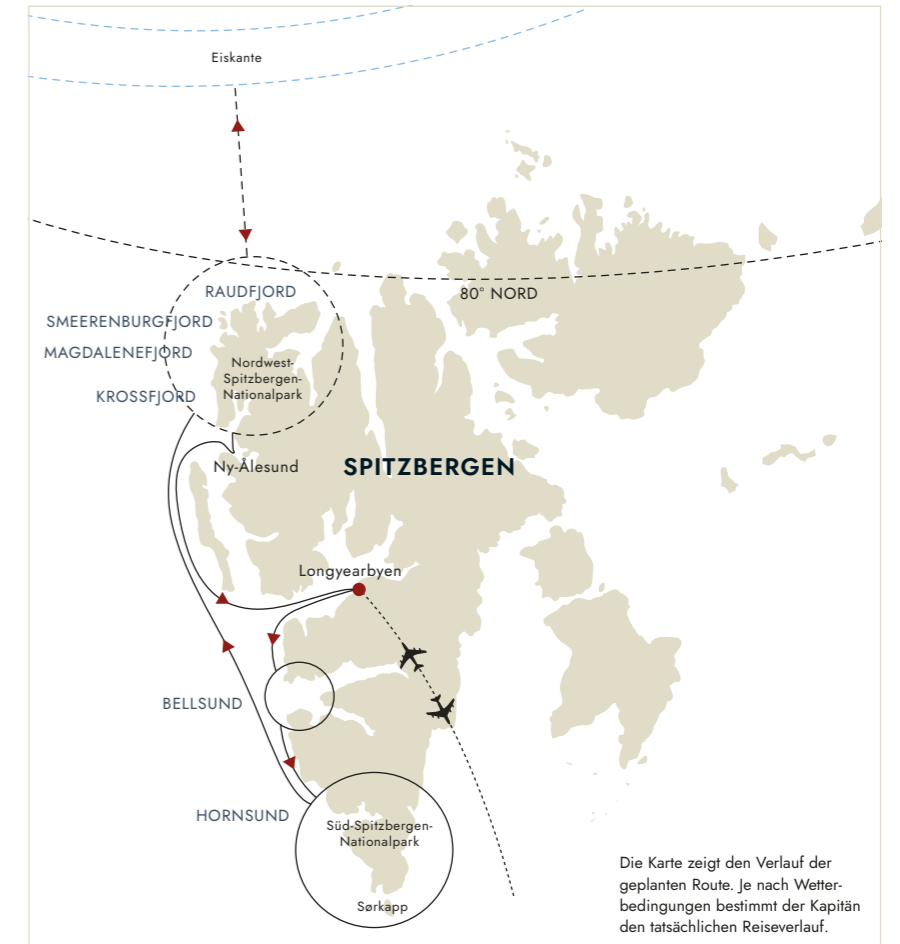 Eiskante
RAUDFJORD
80° NORD
SMEERENBURGFJORD
MAGDALENEFJORD
Nordwest-
Spitzbergen-
Nationalpark
KROSSFJORD
Ny-Ålesund
SPITZBERGEN
Longyearbyen
BELLSUND
HORNSUND
Süd-Spitzbergen-
Nationalpark
Sørkapp
Die Karte zeigt den Verlauf der
geplanten Route. Je nach Wetter-
bedingungen bestimmt der Kapitän
den tatsächlichen Reiseverlauf.